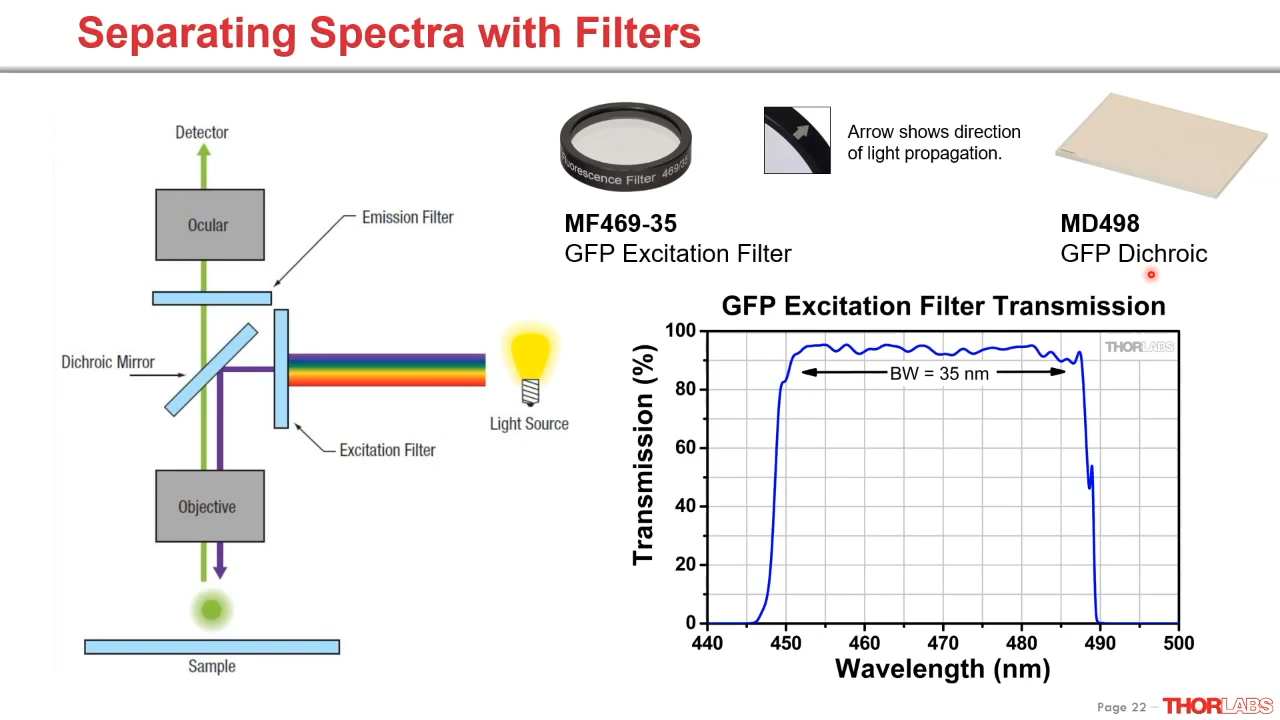 Separating Spectra with Filters
Detector
Ocular
Emission Filter
Dichroic Mirror
Light Source
Excitation Filter
Objective
Sample
Fluorescence Filter 469/35
Arrow shows direction
of light propagation.
MF469-35
GFP Excitation Filter
MD498
GFP Dichroic
GFP Excitation Filter Transmission
THORLABS
BW = 35 nm
Transmission (%)
100
80
60
40
20
0
440 450 460 470 480 490 500
Wavelength (nm)
Page 22 – THORLABS